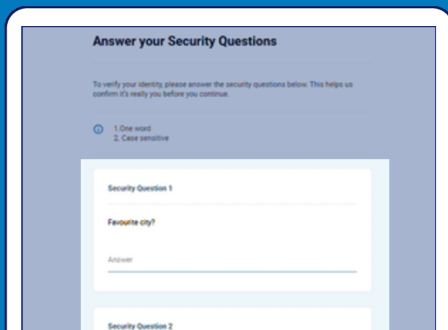 Answer your Security Questions
To verify your identity, please answer the security questions below. This helps us
confirm it's really you before you continue.
1.One word
2. Case sensitive
Security Question 1
Favourite city?
Answer
Security Question 2